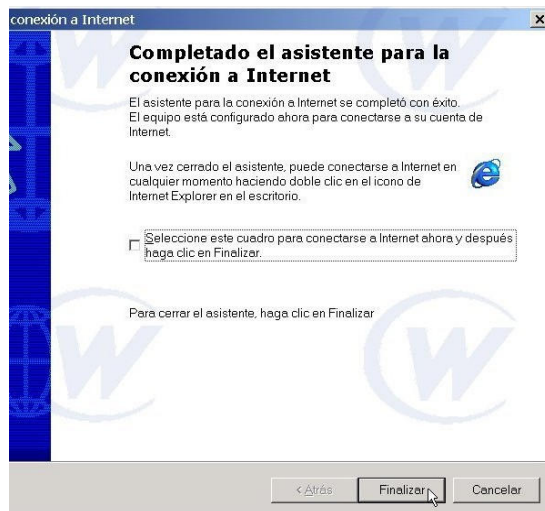 conexión a Internet
Completado el asistente para la
conexión a Internet
El asistente para la conexión a Internet se completó con éxito.
El equipo está configurado ahora para conectarse a su cuenta de
Internet.
Una vez cerrado el asistente, puede conectarse a Internet en
cualquier momento haciendo doble clic en el icono de
Internet Explorer en el escritorio.
Seleccione este cuadro para conectarse a Internet ahora y después
haga clic en Finalizar.
Para cerrar el asistente, haga clic en Finalizar
< Atrás Finalizar Cancelar